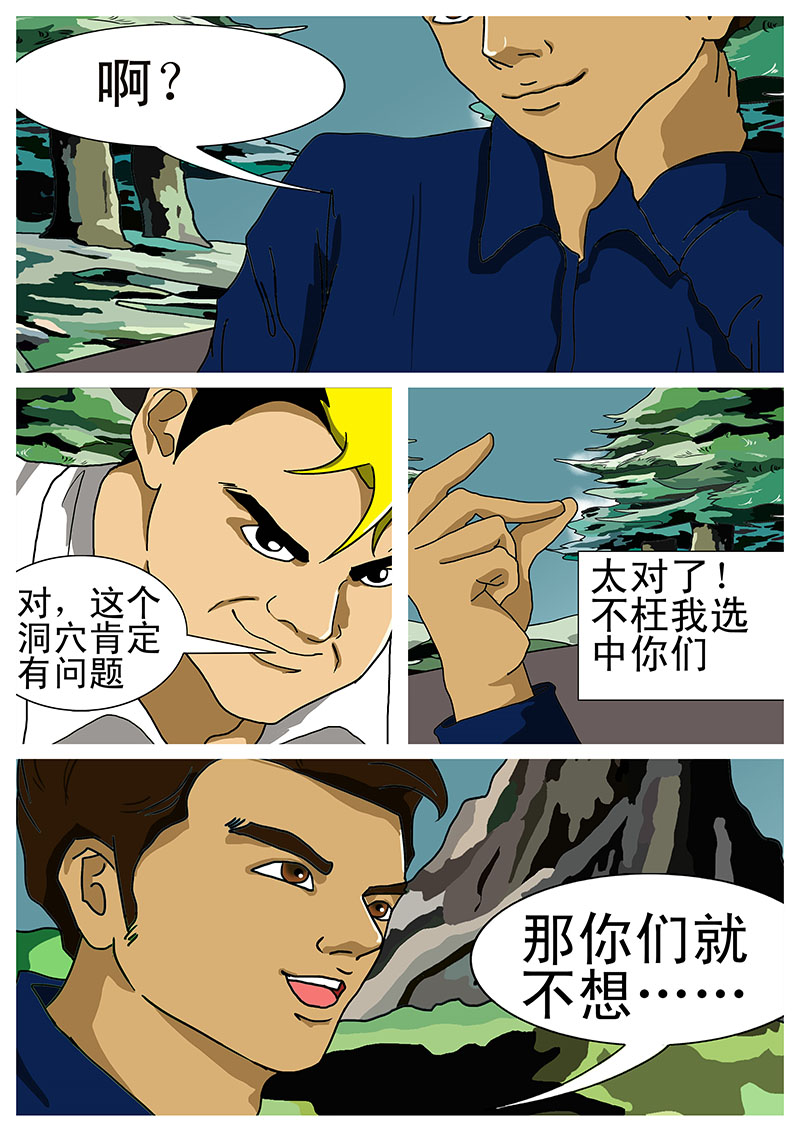 啊？
对，这个
洞穴肯定
有问题
太对了！
不枉我选
中你们
那你们就
不想……